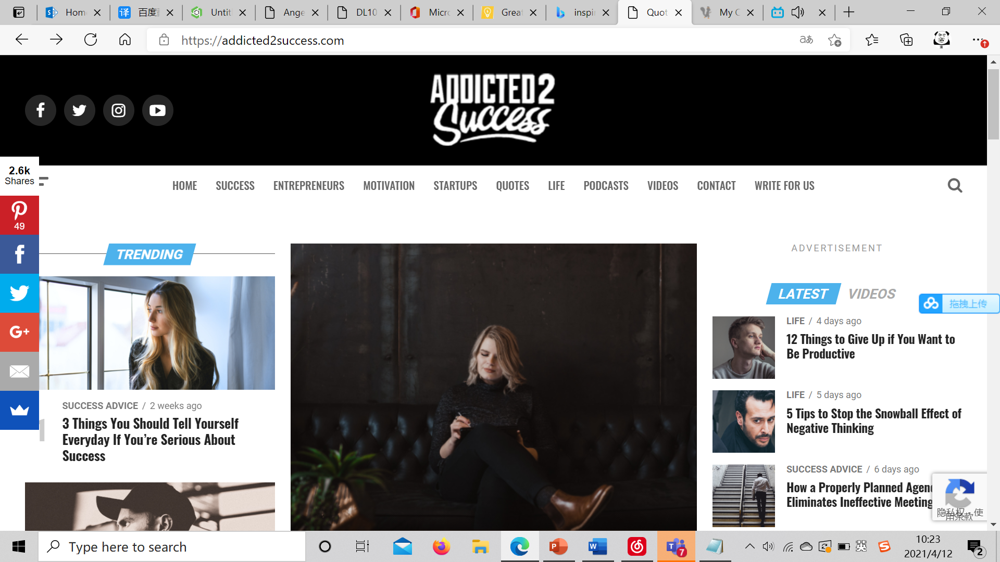 Hom
百度
Untit
Ange
DL10
Micro
Great
inspi
Quot
My C
https://addicted2success.com
ADDICTED2
Success
2.6k
Shares
HOME SUCCESS ENTREPRENEURS MOTIVATION STARTUPS QUOTES LIFE PODCASTS VIDEOS CONTACT WRITE FOR US
49
TRENDING
ADVERTISEMENT
LATEST VIDEOS
拖拽上传
LIFE / 4 days ago
12 Things to Give Up if You Want to
Be Productive
LIFE / 5 days ago
5 Tips to Stop the Snowball Effect of
Negative Thinking
SUCCESS ADVICE / 2 weeks ago
1
3 Things You Should Tell Yourself
Everyday If You're Serious About
Success
SUCCESS ADVICE / 6 days ago
How a Properly Planned Agen
Eliminates Ineffective Meeting
隐私权 - 使
用条款
Type here to search
7
英
10:23
2021/4/12
2